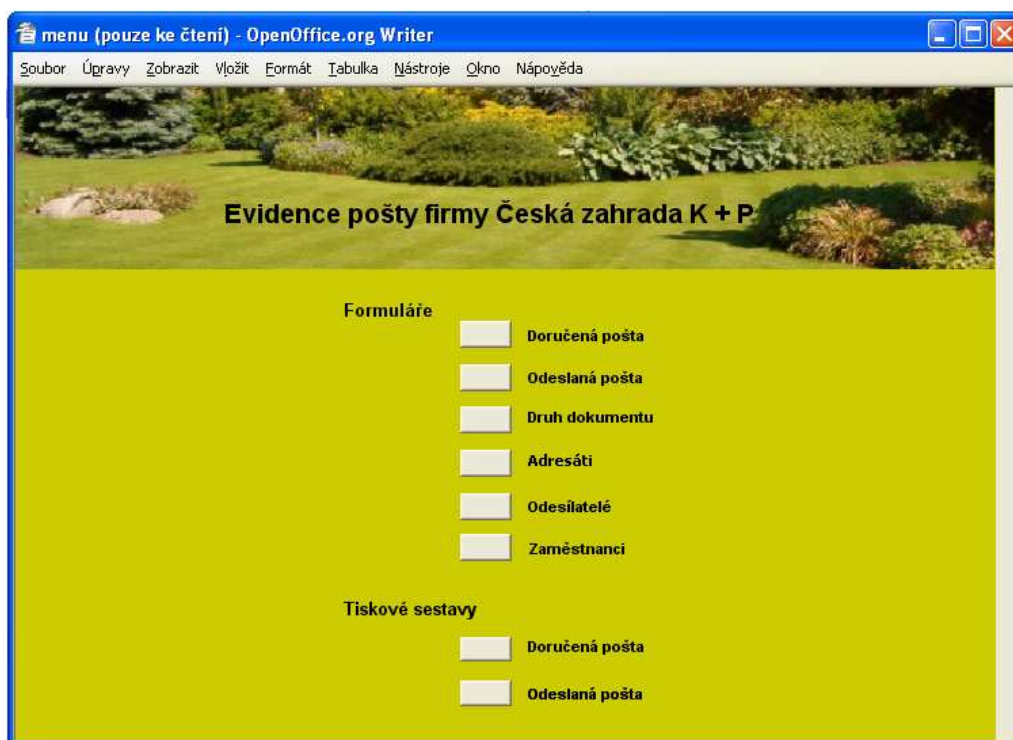 menu (pouze ke čtení) - OpenOffice.org Writer
Soubor Úpravy Zobrazit Vložit Formát Tabulka Nástroje Okno Nápověda
Evidence pošty firmy Česká zahrada K + P
Formuláře
Doručená pošta
Odeslaná pošta
Druh dokumentu
Adresáti
Odesílatelé
Zaměstnanci
Tiskové sestavy
Doručená pošta
Odeslaná pošta